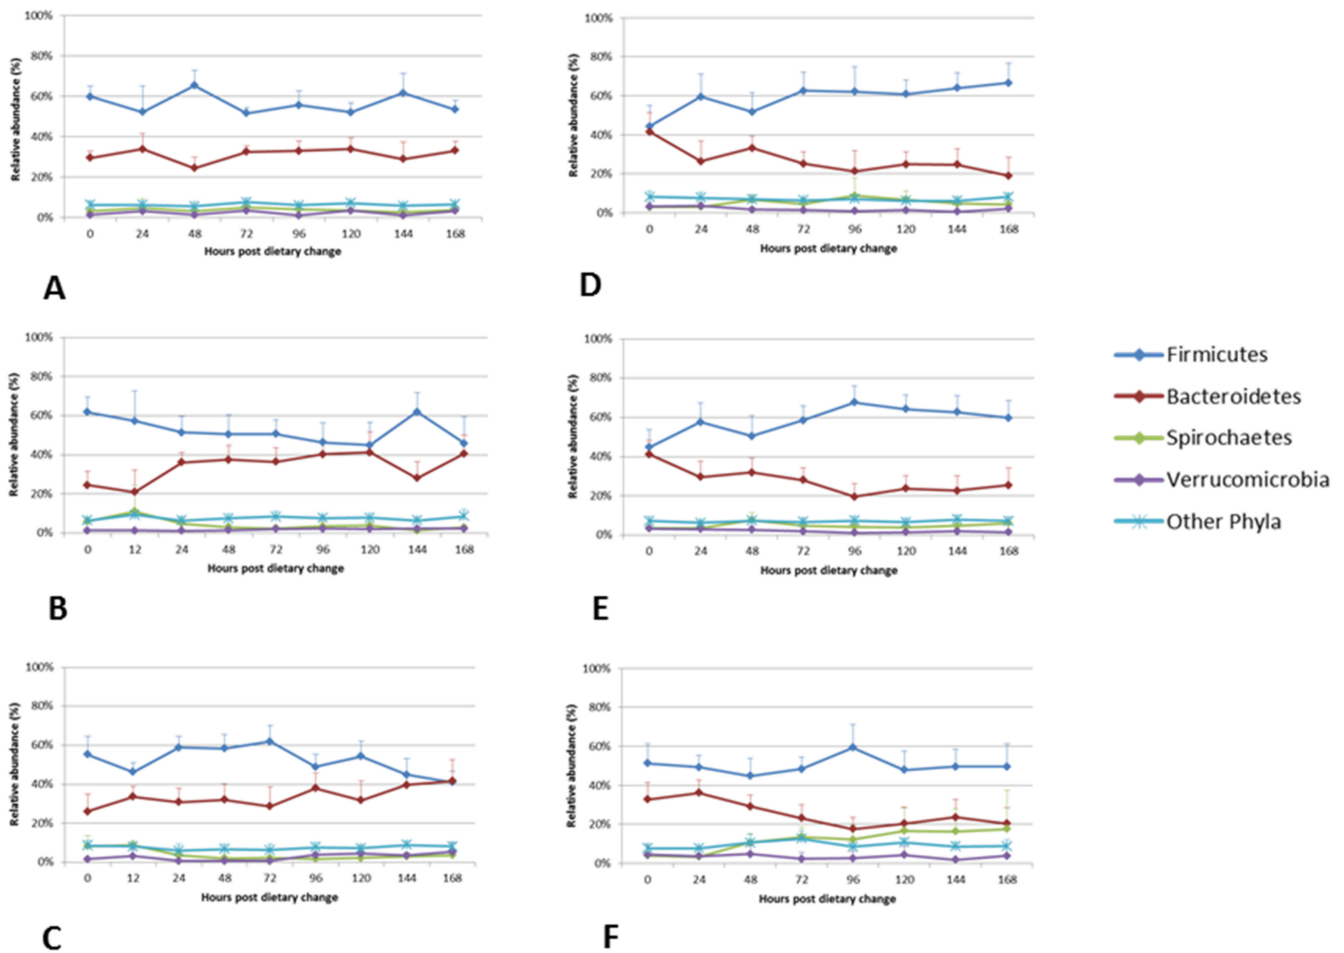 Relative abundance (%)
100%
80%
60%
40%
20%
0%
0 24 48 72 96 120 144 168
Hours post dietary change
A
Relative abundance (%)
100%
80%
60%
40%
20%
0%
0 24 48 72 96 120 144 168
Hours post dietary change
D
Relative abundance (%)
100%
80%
60%
40%
20%
0%
0 12 24 48 72 96 120 144 168
Hours post dietary change
B
Relative abundance (%)
100%
80%
60%
40%
20%
0%
0 24 48 72 96 120 144 168
Hours post dietary change
E
Firmicutes
Bacteroidetes
Spirochaetes
Verrucomicrobia
Other Phyla
Relative abundance (%)
100%
80%
60%
40%
20%
0%
0 12 24 48 72 96 120 144 168
Hours post dietary change
C
Relative abundance (%)
100%
80%
60%
40%
20%
0%
0 24 48 72 96 120 144 168
Hours post dietary change
F